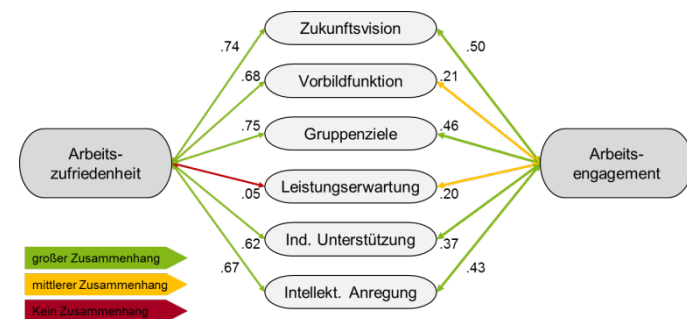 Zukunftsvision
.74
.50
.68
Vorbildfunktion
.21
.75
Gruppenziele
.46
Arbeits-
zufriedenheit
Arbeits-
engagement
.05
Leistungserwartung
.20
.62
Ind. Unterstützung
.37
großer Zusammenhang
.67
.43
mittlerer Zusammenhang
Intellekt. Anregung
Kein Zusammenhang